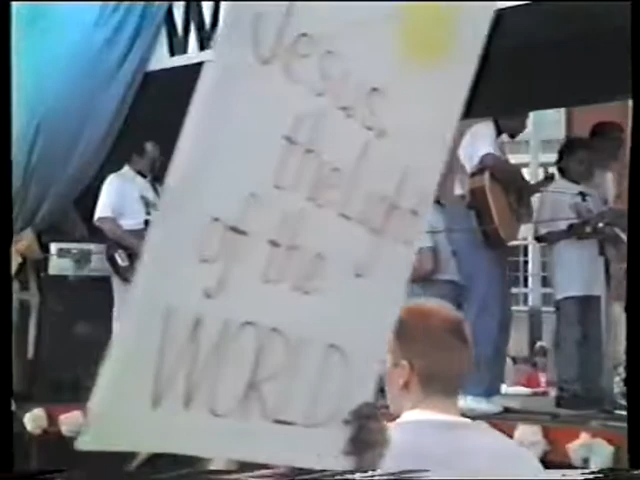 W
Jesus
the Light
of the
WORLD